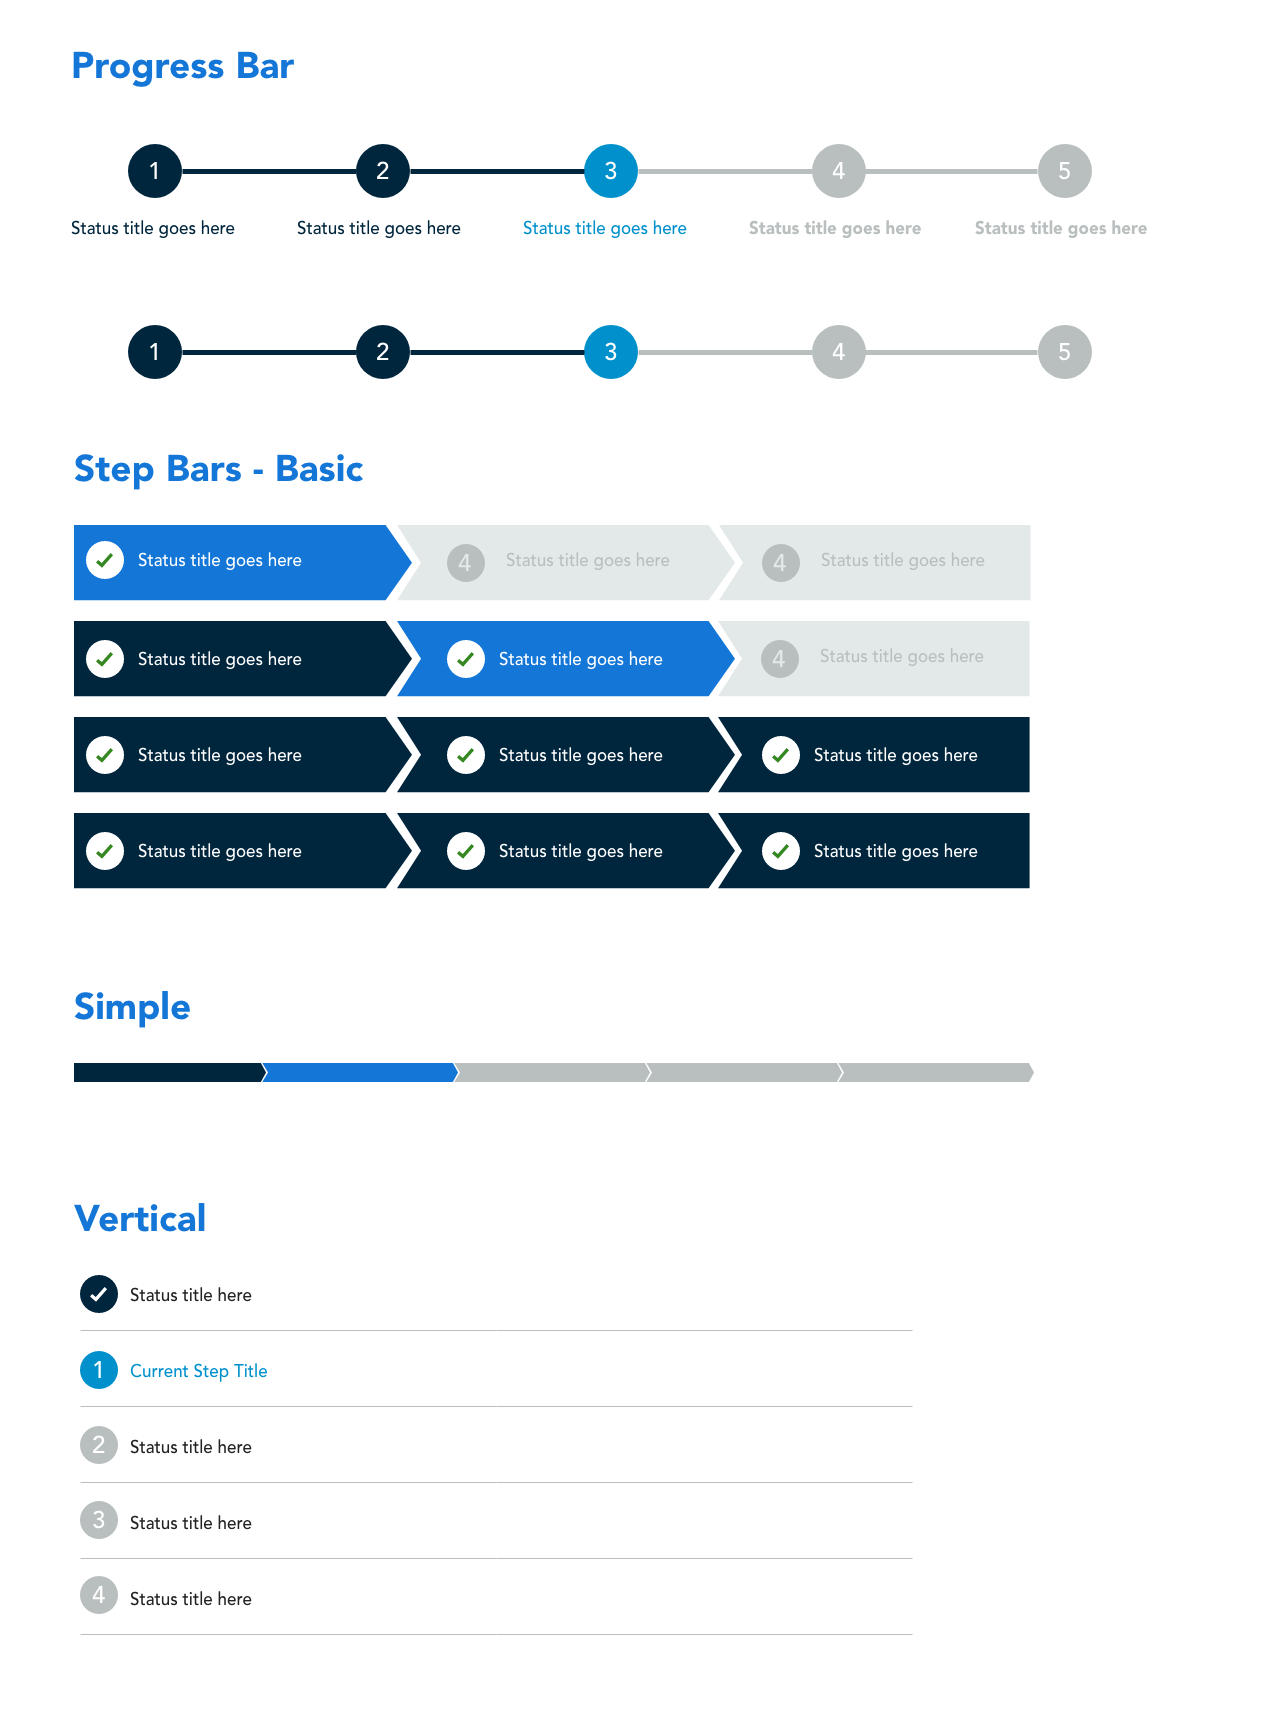 Progress Bar
1 2 3 4 5
Status title goes here Status title goes here Status title goes here Status title goes here Status title goes here
1 2 3 4 5
Step Bars - Basic
Status title goes here 4 Status title goes here 4 Status title goes here
Status title goes here Status title goes here 4 Status title goes here
Status title goes here Status title goes here Status title goes here
Status title goes here Status title goes here Status title goes here
Simple
Vertical
Status title here
1 Current Step Title
2 Status title here
3 Status title here
4 Status title here